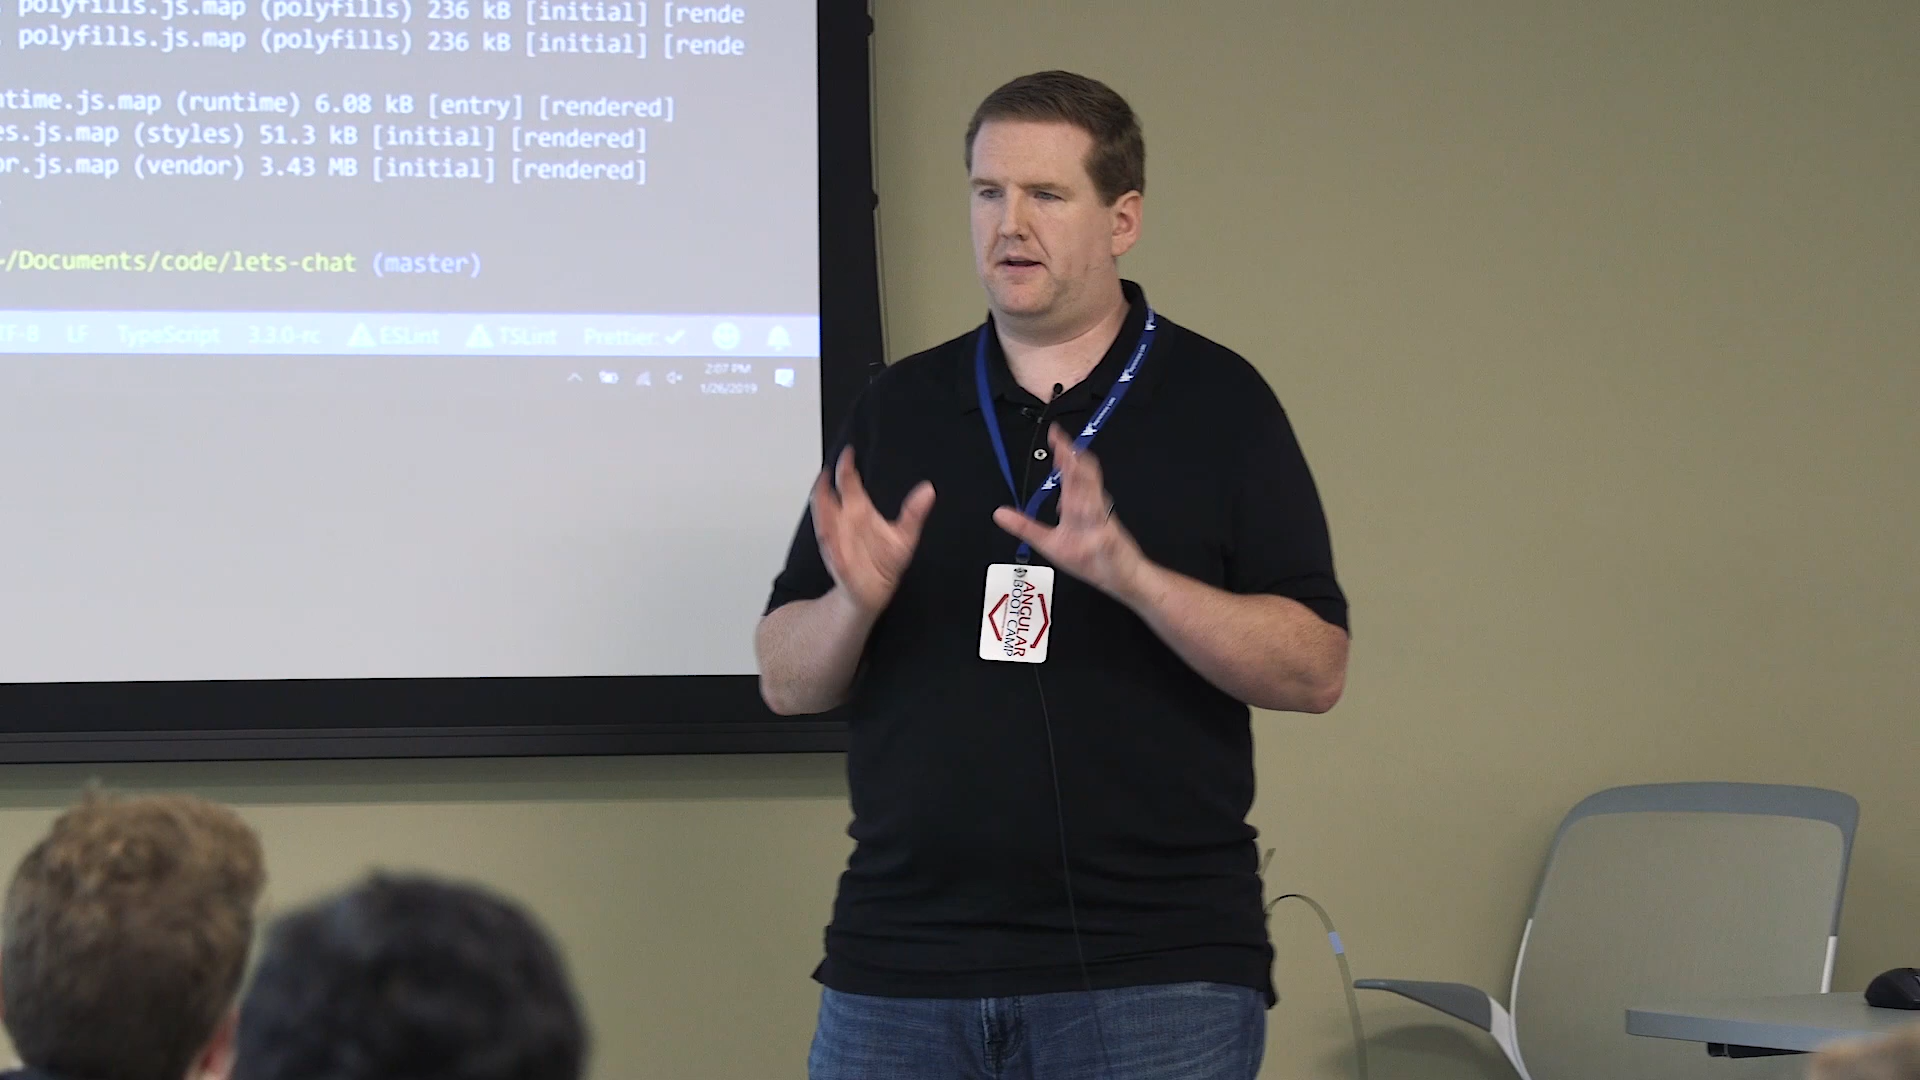 polyfills.js.map (polyfills) 236 kB [initial] [rende
polyfills.js.map (polyfills) 236 kB [initial] [rende
time.js.map (runtime) 6.08 kB [entry] [rendered]
es.js.map (styles) 51.3 kB [initial] [rendered]
or.js.map (vendor) 3.43 MB [initial] [rendered]
~/Documents/code/lets-chat (master)
TF-8 LF TypeScript 3.3.0-rc ESLint TSLint Prettier: ✓
2:07 PM
1/26/2019
ANGULAR
BOOT CAMP